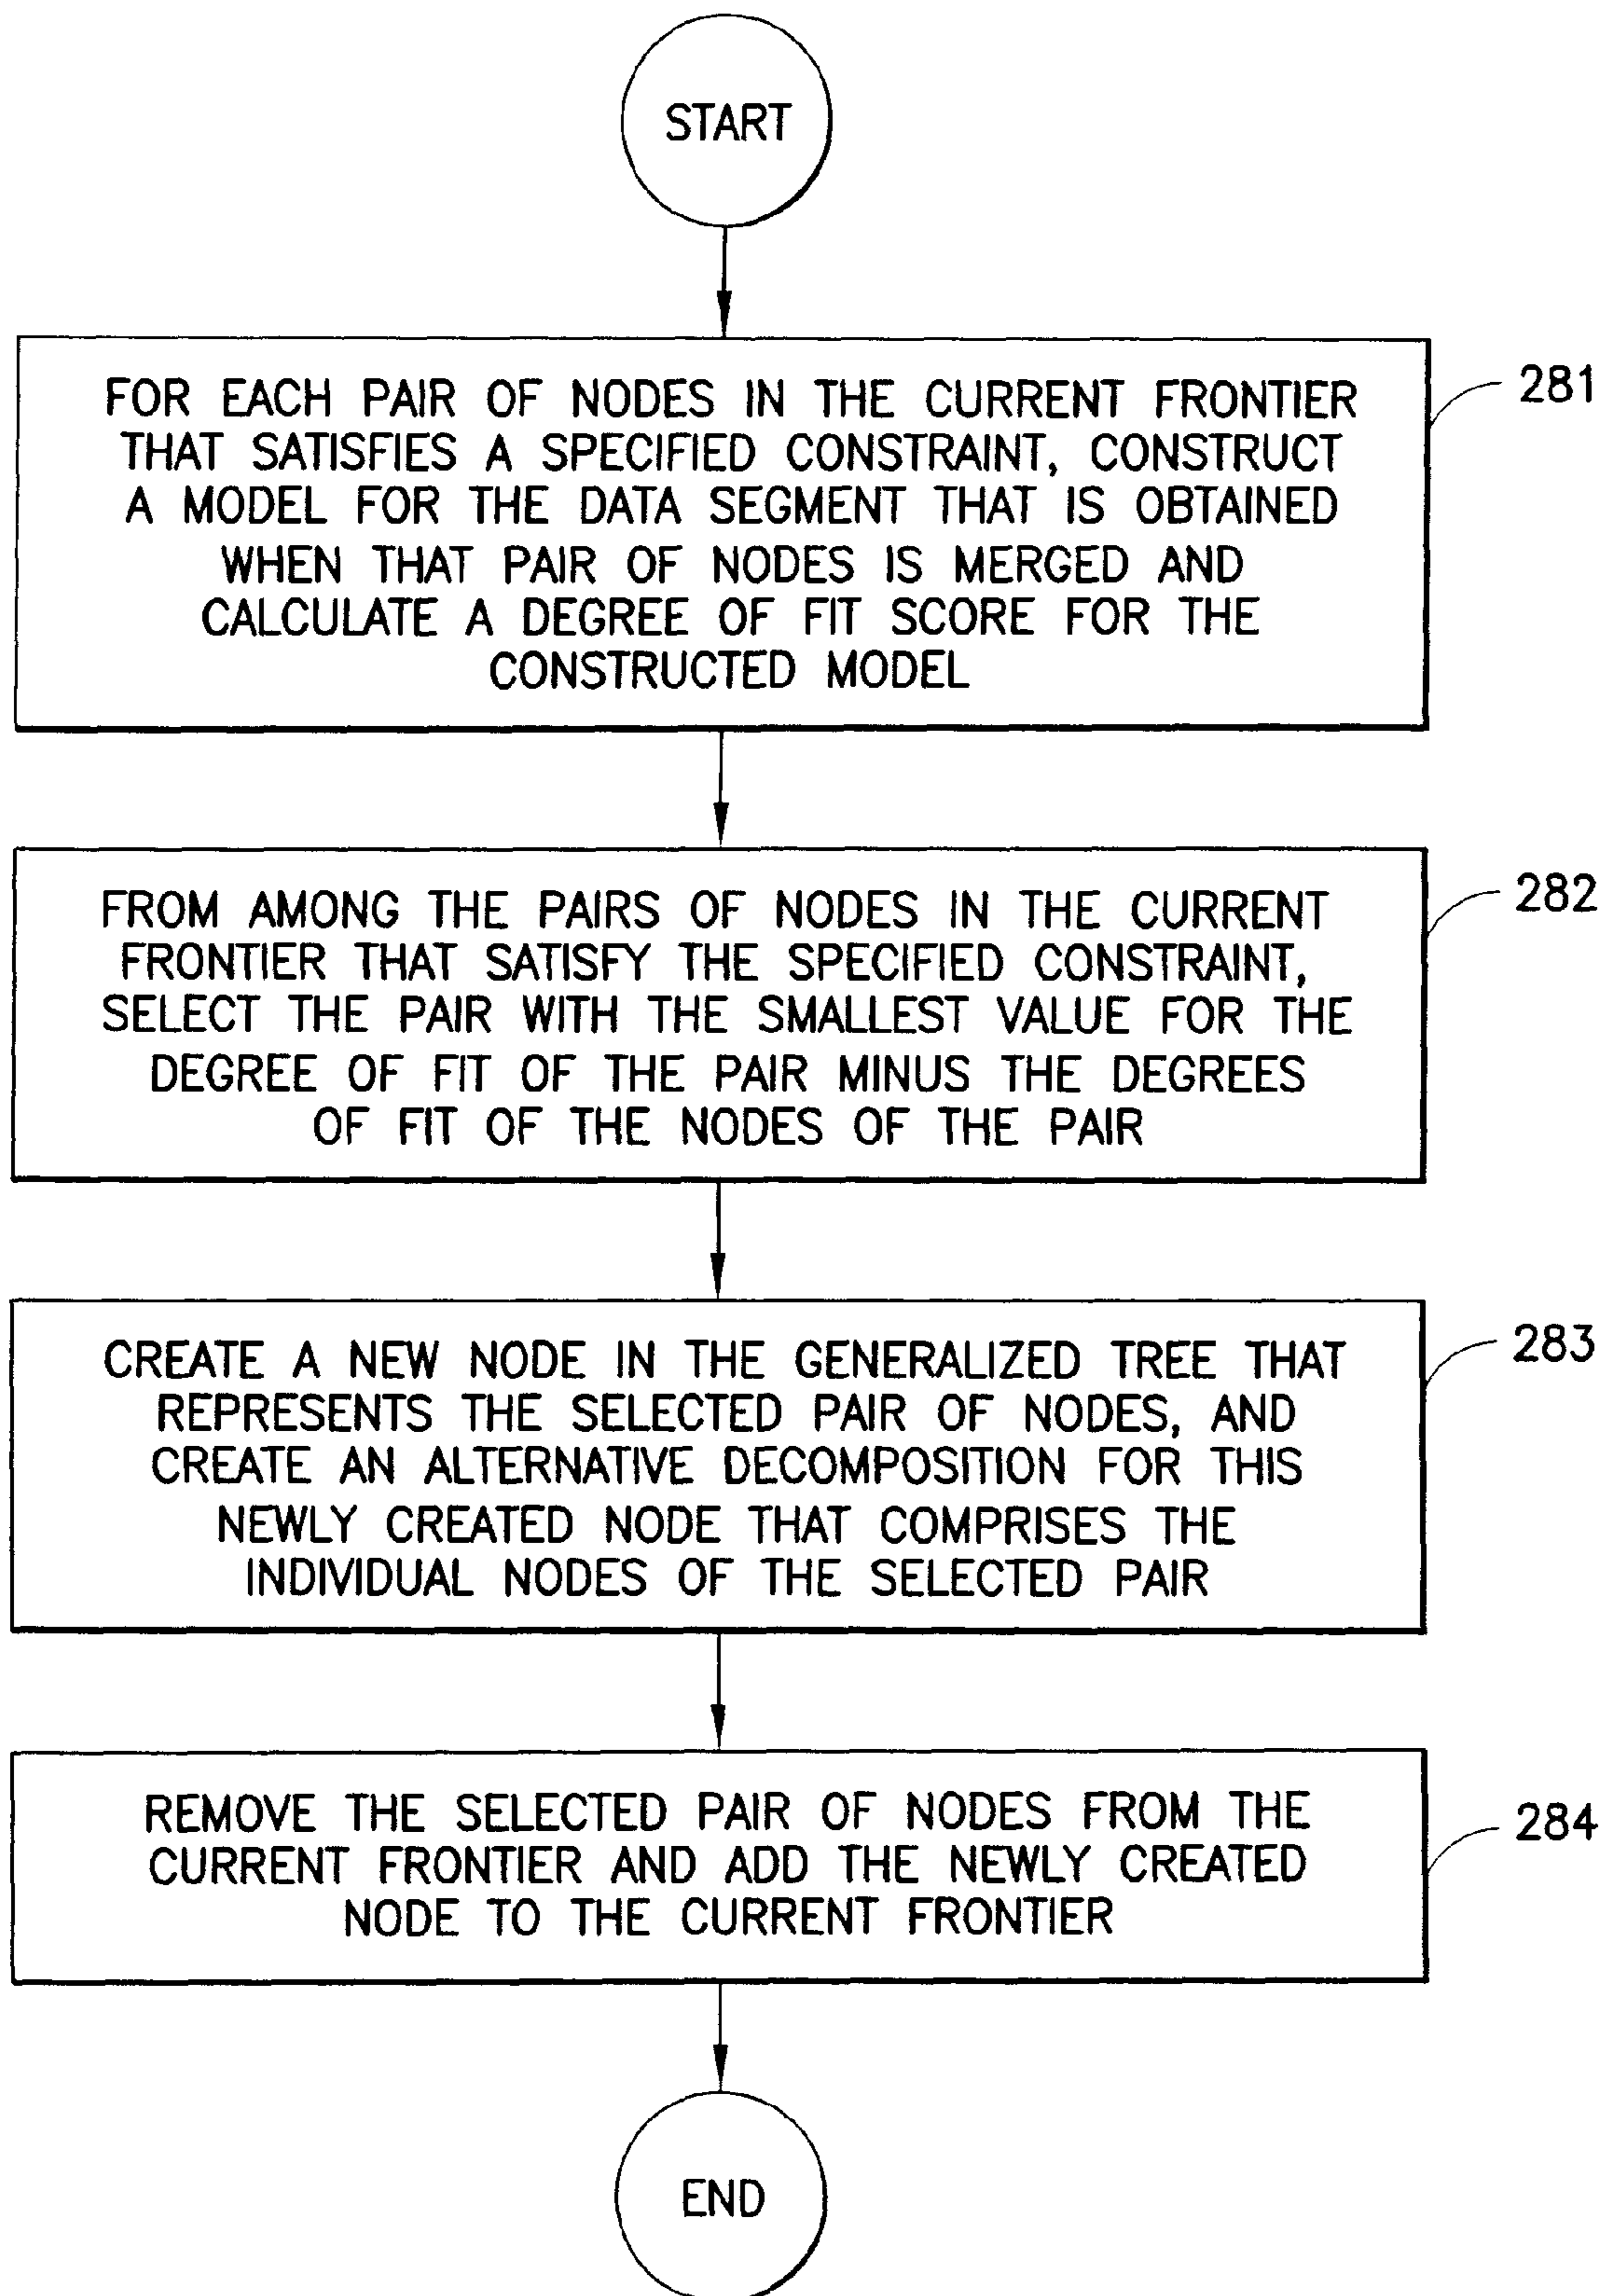 START
FOR EACH PAIR OF NODES IN THE CURRENT FRONTIER
THAT SATISFIES A SPECIFIED CONSTRAINT, CONSTRUCT
A MODEL FOR THE DATA SEGMENT THAT IS OBTAINED
WHEN THAT PAIR OF NODES IS MERGED AND
CALCULATE A DEGREE OF FIT SCORE FOR THE
CONSTRUCTED MODEL
281
FROM AMONG THE PAIRS OF NODES IN THE CURRENT
FRONTIER THAT SATISFY THE SPECIFIED CONSTRAINT,
SELECT THE PAIR WITH THE SMALLEST VALUE FOR THE
DEGREE OF FIT OF THE PAIR MINUS THE DEGREES
OF FIT OF THE NODES OF THE PAIR
282
CREATE A NEW NODE IN THE GENERALIZED TREE THAT
REPRESENTS THE SELECTED PAIR OF NODES, AND
CREATE AN ALTERNATIVE DECOMPOSITION FOR THIS
NEWLY CREATED NODE THAT COMPRISES THE
INDIVIDUAL NODES OF THE SELECTED PAIR
283
REMOVE THE SELECTED PAIR OF NODES FROM THE
CURRENT FRONTIER AND ADD THE NEWLY CREATED
NODE TO THE CURRENT FRONTIER
284
END